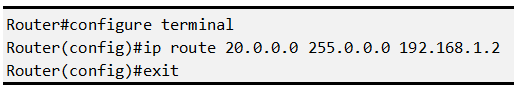 Router#configure terminal
Router(config)#ip route 20.0.0.0 255.0.0.0 192.168.1.2
Router(config)#exit